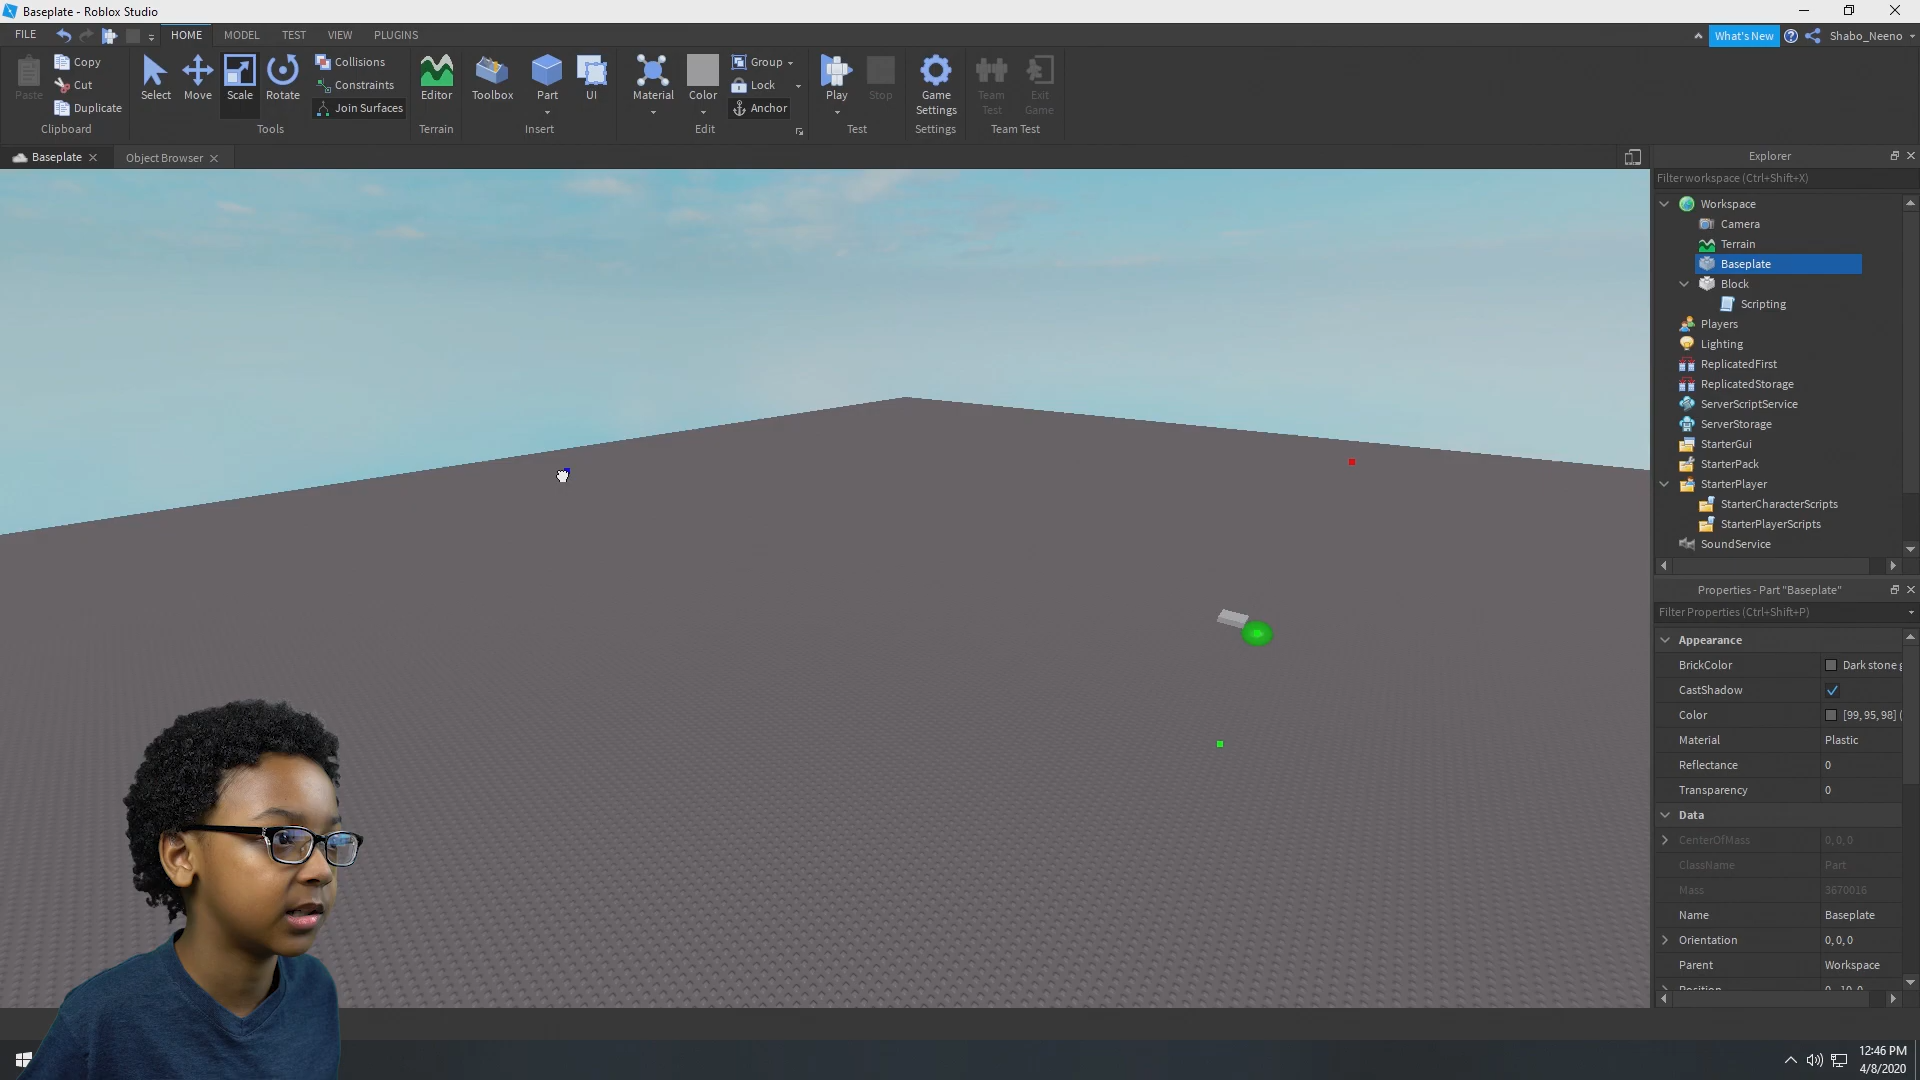 Baseplate - Roblox Studio
FILE HOME MODEL TEST VIEW PLUGINS What's New Shabo_Neeno
Paste
Copy
Cut
Duplicate
Clipboard
Select Move Scale Rotate
Collisions
Constraints
Join Surfaces
Tools
Editor
Terrain
Toolbox Part UI
Insert
Material Color
Group
Lock
Anchor
Edit
Play Stop
Test
Game
Settings
Settings
Team
Test
Exit
Game
Team Test
Baseplate Object Browser
Explorer
Filter workspace (Ctrl+Shift+X)
Workspace
Camera
Terrain
Baseplate
Block
Scripting
Players
Lighting
ReplicatedFirst
ReplicatedStorage
ServerScriptService
ServerStorage
StarterGui
StarterPack
StarterPlayer
StarterCharacterScripts
StarterPlayerScripts
SoundService
Properties - Part "Baseplate"
Filter Properties (Ctrl+Shift+P)
Appearance
BrickColor Dark stone
CastShadow
Color [99, 95, 98] (
Material Plastic
Reflectance 0
Transparency 0
Data
CenterOfMass 0, 0, 0
ClassName Part
Mass 3670016
Name Baseplate
Orientation 0, 0, 0
Parent Workspace
Position 0, -10, 0
12:46 PM
4/8/2020